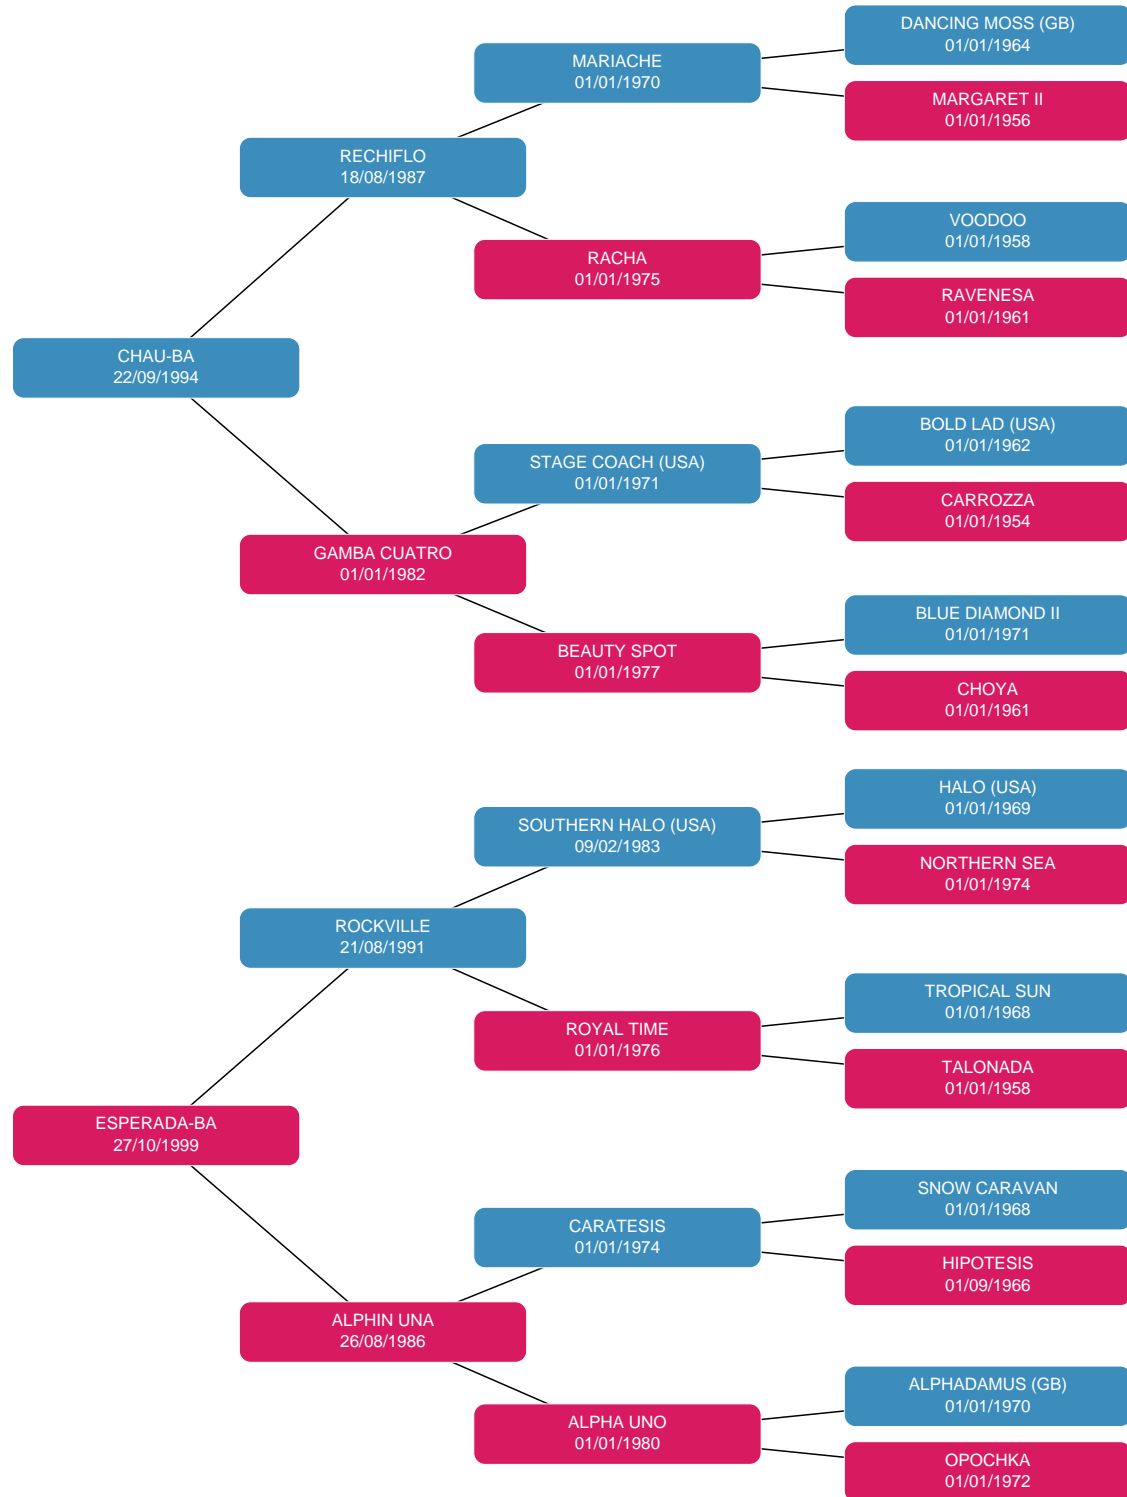 DANCING MOSS (GB)
01/01/1964
MARIACHE
01/01/1970
MARGARET II
01/01/1956
RECHIFLO
18/08/1987
VOODOO
01/01/1958
RACHA
01/01/1975
RAVENESA
01/01/1961
CHAU-BA
22/09/1994
BOLD LAD (USA)
01/01/1962
STAGE COACH (USA)
01/01/1971
CARROZZA
01/01/1954
GAMBA CUATRO
01/01/1982
BLUE DIAMOND II
01/01/1971
BEAUTY SPOT
01/01/1977
CHOYA
01/01/1961
HALO (USA)
01/01/1969
SOUTHERN HALO (USA)
09/02/1983
NORTHERN SEA
01/01/1974
ROCKVILLE
21/08/1991
TROPICAL SUN
01/01/1968
ROYAL TIME
01/01/1976
TALONADA
01/01/1958
ESPERADA-BA
27/10/1999
SNOW CARAVAN
01/01/1968
CARATESIS
01/01/1974
HIPOTESIS
01/09/1966
ALPHIN UNA
26/08/1986
ALPHADAMUS (GB)
01/01/1970
ALPHA UNO
01/01/1980
OPOCHKA
01/01/1972